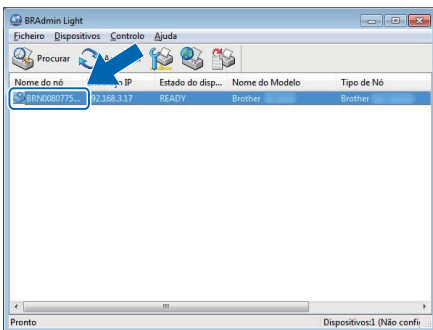 BRAdmin Light
Ficheiro Dispositivos Controlo Ajuda
Procurar
Nome do nó IP Estado do disp... Nome do Modelo Tipo de Nó
BRN0080775... 92.168.3.17 READY Brother Brother
Pronto Dispositivos:1 (Não confi